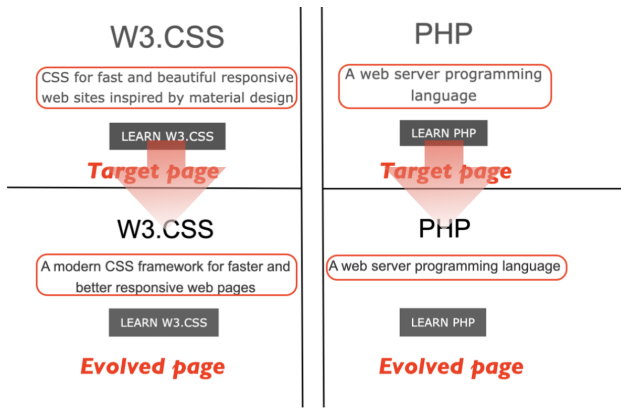 W3.CSS
CSS for fast and beautiful responsive
web sites inspired by material design
LEARN W3.CSS
Target page
W3.CSS
A modern CSS framework for faster and
better responsive web pages
LEARN W3.CSS
Evolved page
PHP
A web server programming
language
LEARN PHP
Target page
PHP
A web server programming language
LEARN PHP
Evolved page